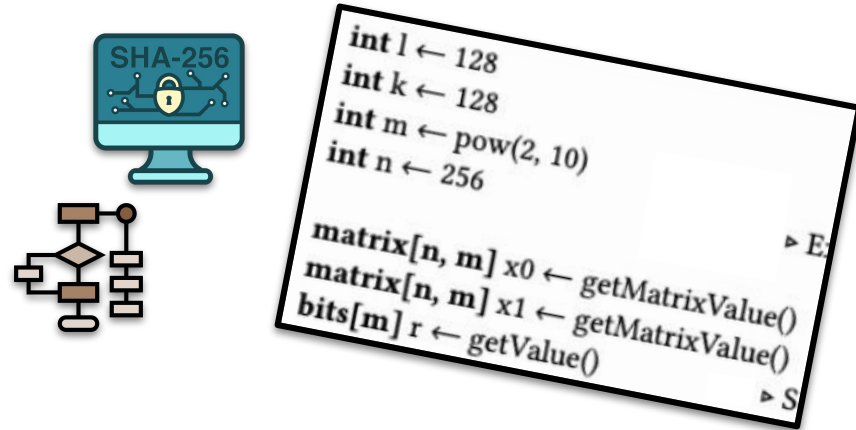 SHA-256
int l ← 128
int k ← 128
int m ← pow(2, 10)
int n ← 256
matrix[n, m] x0 ← getMatrixValue()
matrix[n, m] x1 ← getMatrixValue()
bits[m] r ← getValue()